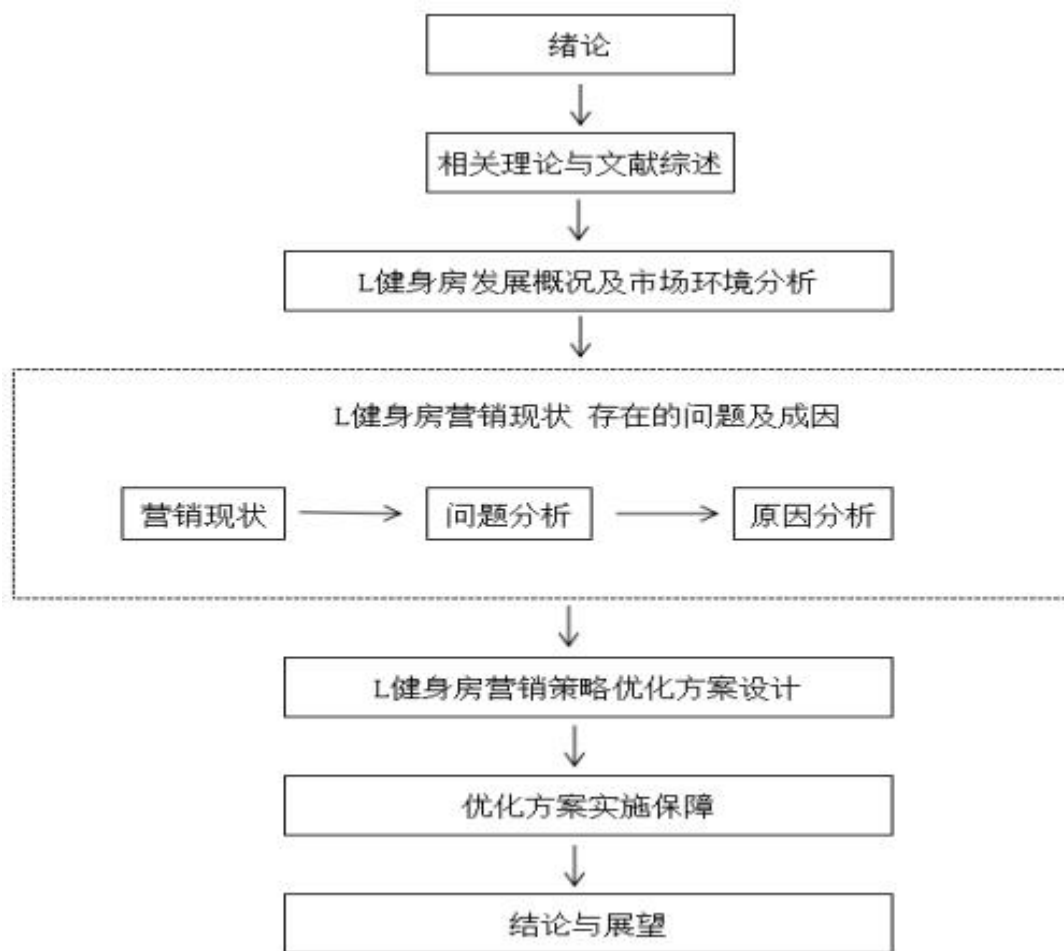 绪论
相关理论与文献综述
L健身房发展概况及市场环境分析
L健身房营销现状 存在的问题及成因
营销现状
问题分析
原因分析
L健身房营销策略优化方案设计
优化方案实施保障
结论与展望